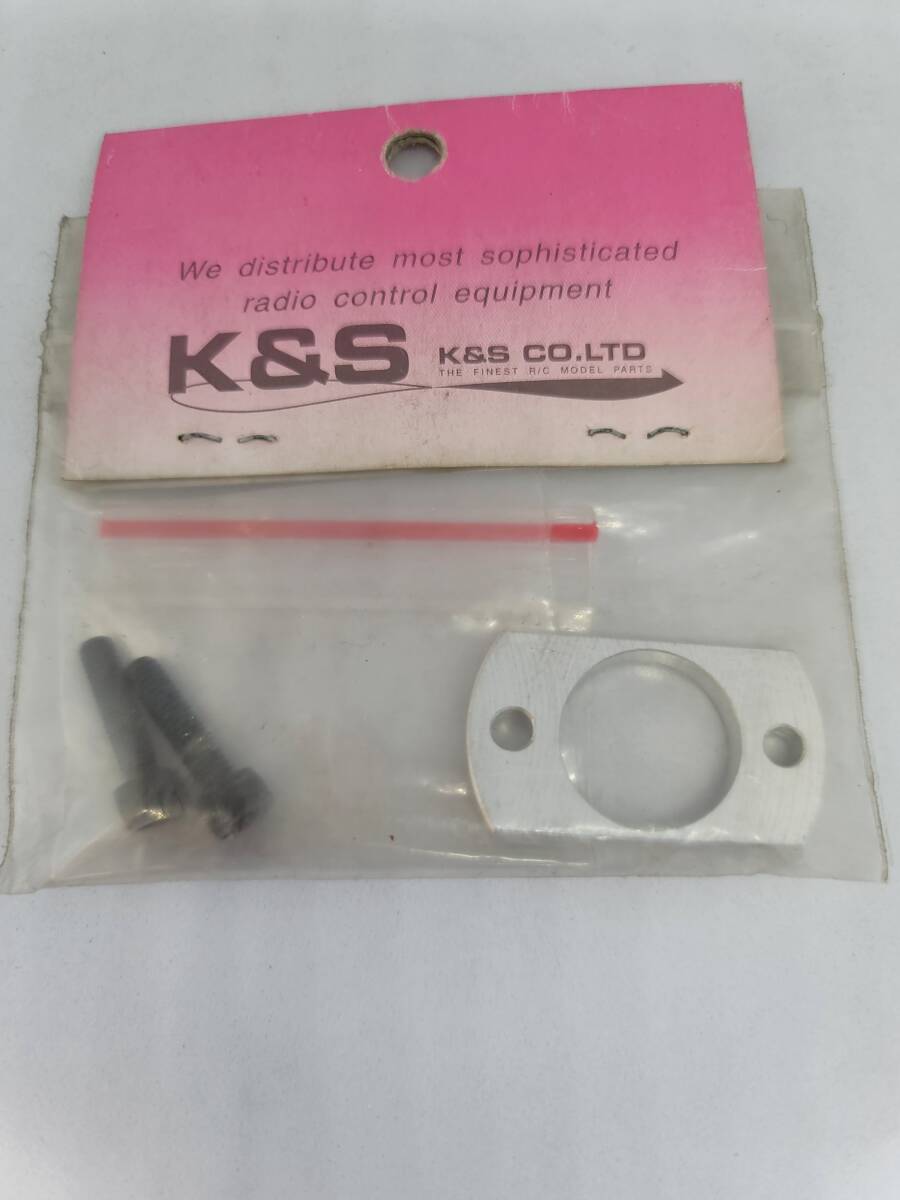 We distribute most sophisticated
radio control equipment
K&S
K&S CO.LTD
THE FINEST R/C MODEL PARTS